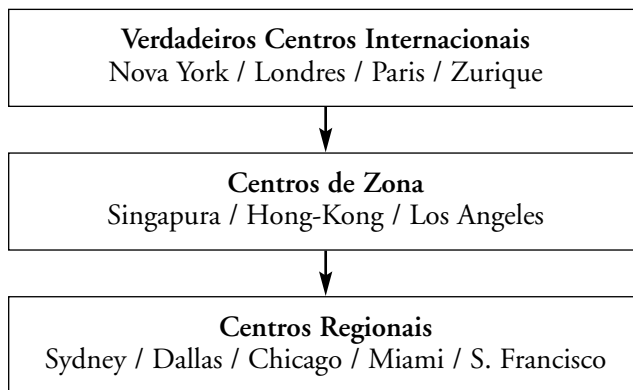 Verdadeiros Centros Internacionais
Nova York / Londres / Paris / Zurique
Centros de Zona
Singapura / Hong-Kong / Los Angeles
Centros Regionais
Sydney / Dallas / Chicago / Miami / S. Francisco